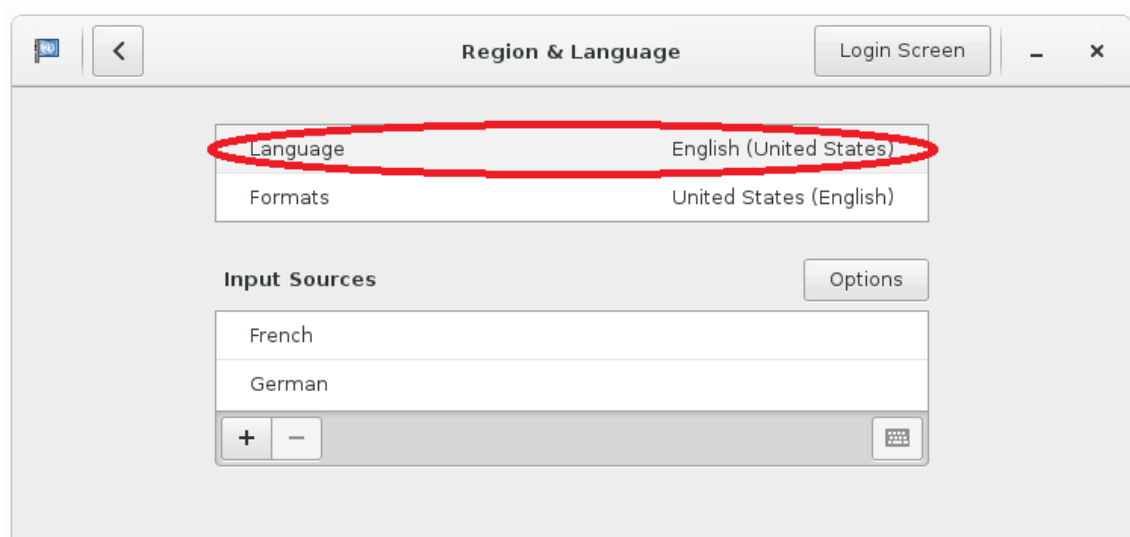 Region & Language Login Screen
Language English (United States)
Formats United States (English)
Input Sources Options
French
German